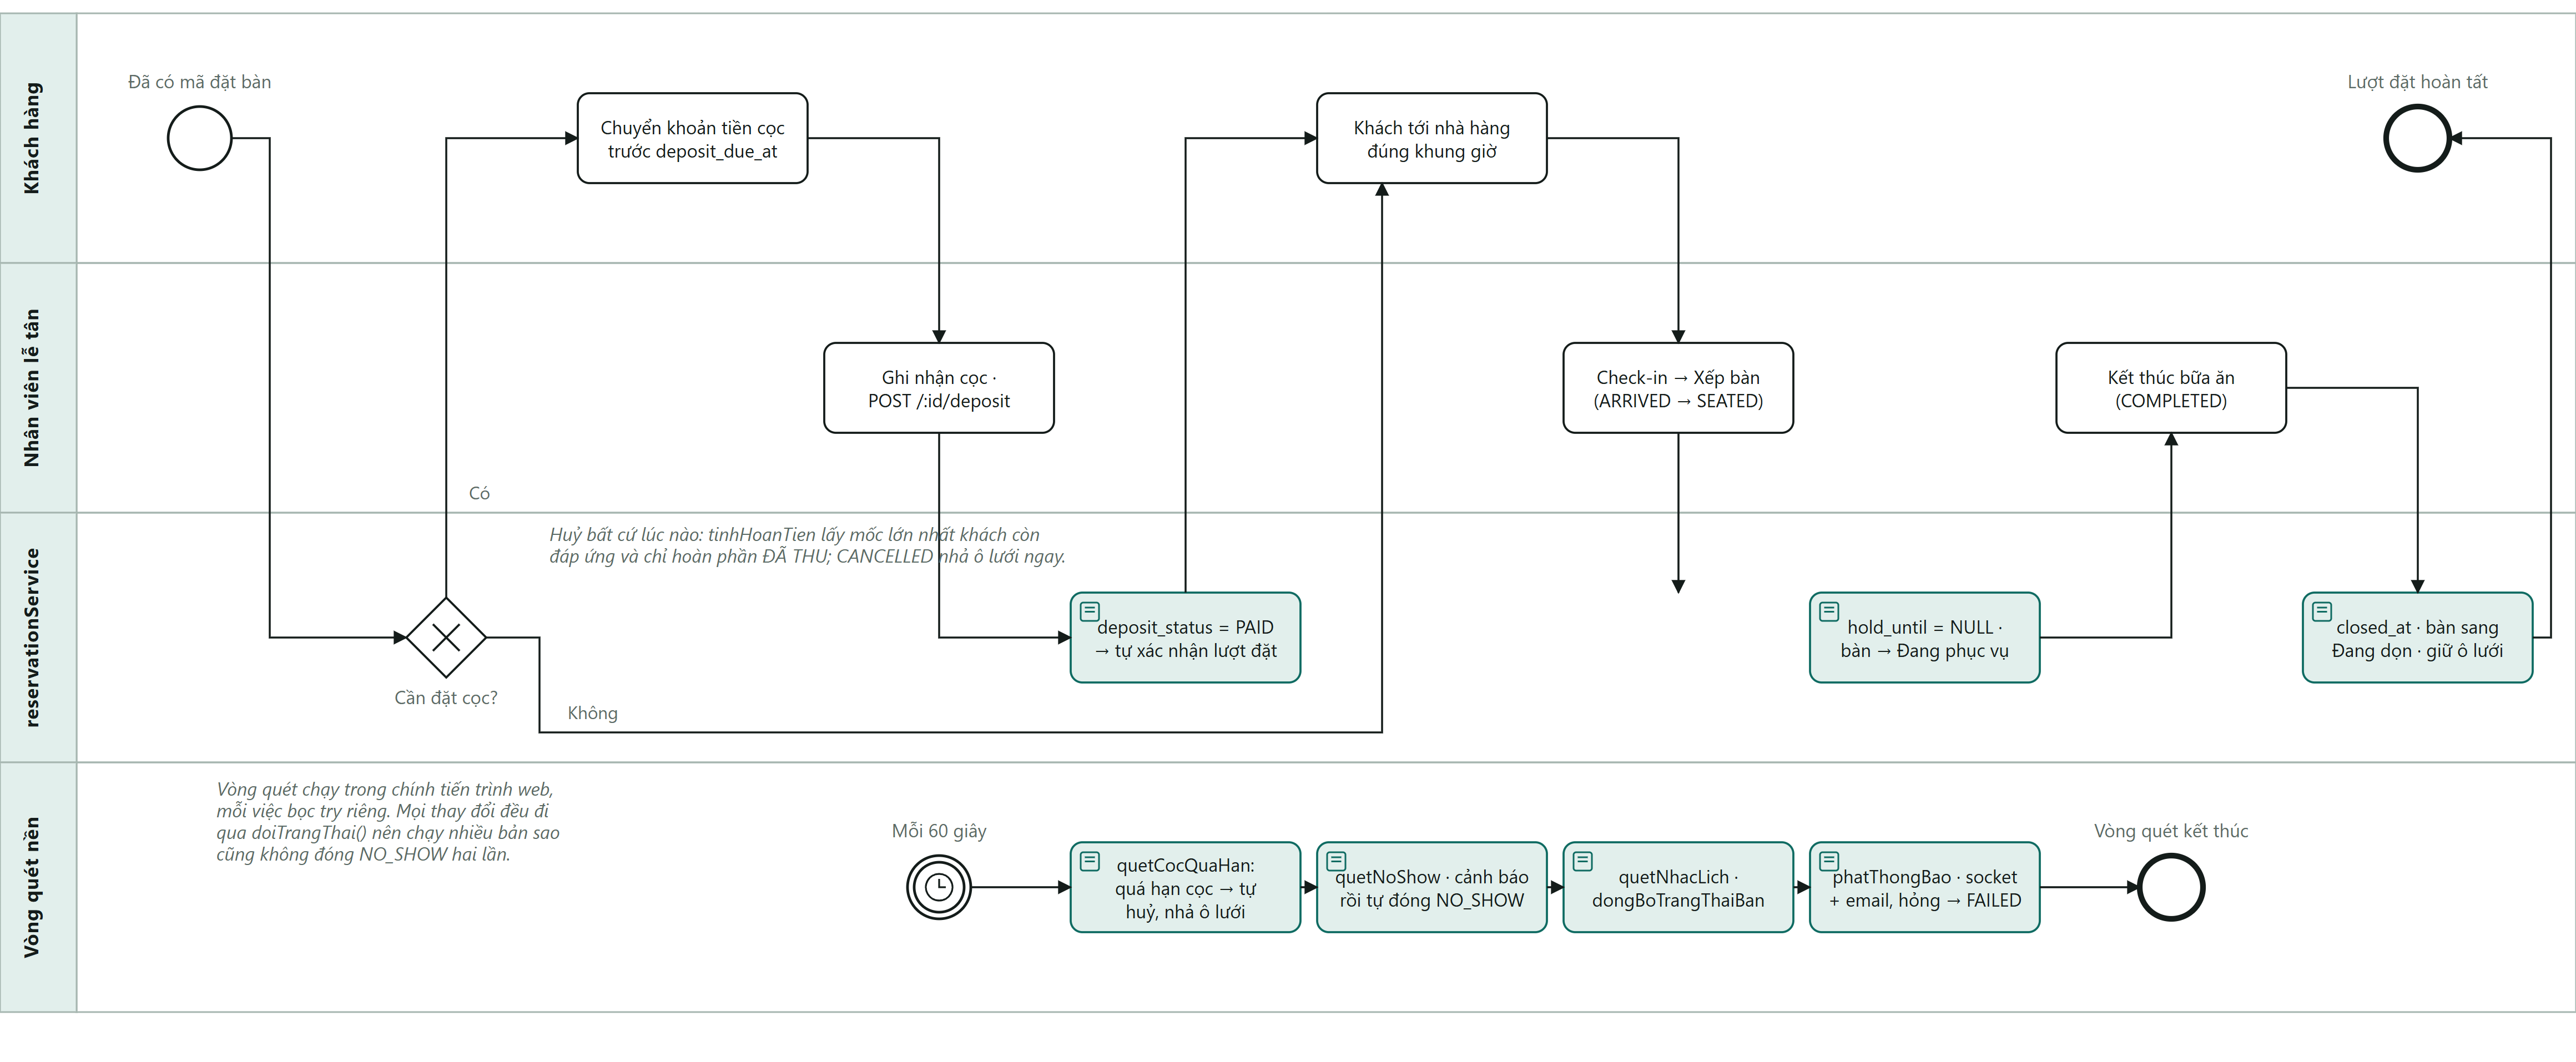 Khách hàng
Đã có mã đặt bàn
Chuyển khoản tiền cọc
trước deposit_due_at
Khách tới nhà hàng
đúng khung giờ
Lượt đặt hoàn tất
Nhân viên lễ tân
Ghi nhận cọc ·
POST /:id/deposit
Check-in → Xếp bàn
(ARRIVED → SEATED)
Kết thúc bữa ăn
(COMPLETED)
Có
reservationService
Huỷ bất cứ lúc nào: tinhHoanTien lấy mốc lớn nhất khách còn
đáp ứng và chỉ hoàn phần ĐÃ THU; CANCELLED nhả ô lưới ngay.
Cần đặt cọc?
Không
deposit_status = PAID
→ tự xác nhận lượt đặt
hold_until = NULL ·
bàn → Đang phục vụ
closed_at · bàn sang
Đang dọn · giữ ô lưới
Vòng quét nền
Vòng quét chạy trong chính tiến trình web,
mỗi việc bọc try riêng. Mọi thay đổi đều đi
qua doiTrangThai() nên chạy nhiều bản sao
cũng không đóng NO_SHOW hai lần.
Mỗi 60 giây
quetCocQuaHan:
quá hạn cọc → tự
huỷ, nhả ô lưới
quetNoShow · cảnh báo
rồi tự đóng NO_SHOW
quetNhacLich ·
dongBoTrangThaiBan
phatThongBao · socket
+ email, hỏng → FAILED
Vòng quét kết thúc